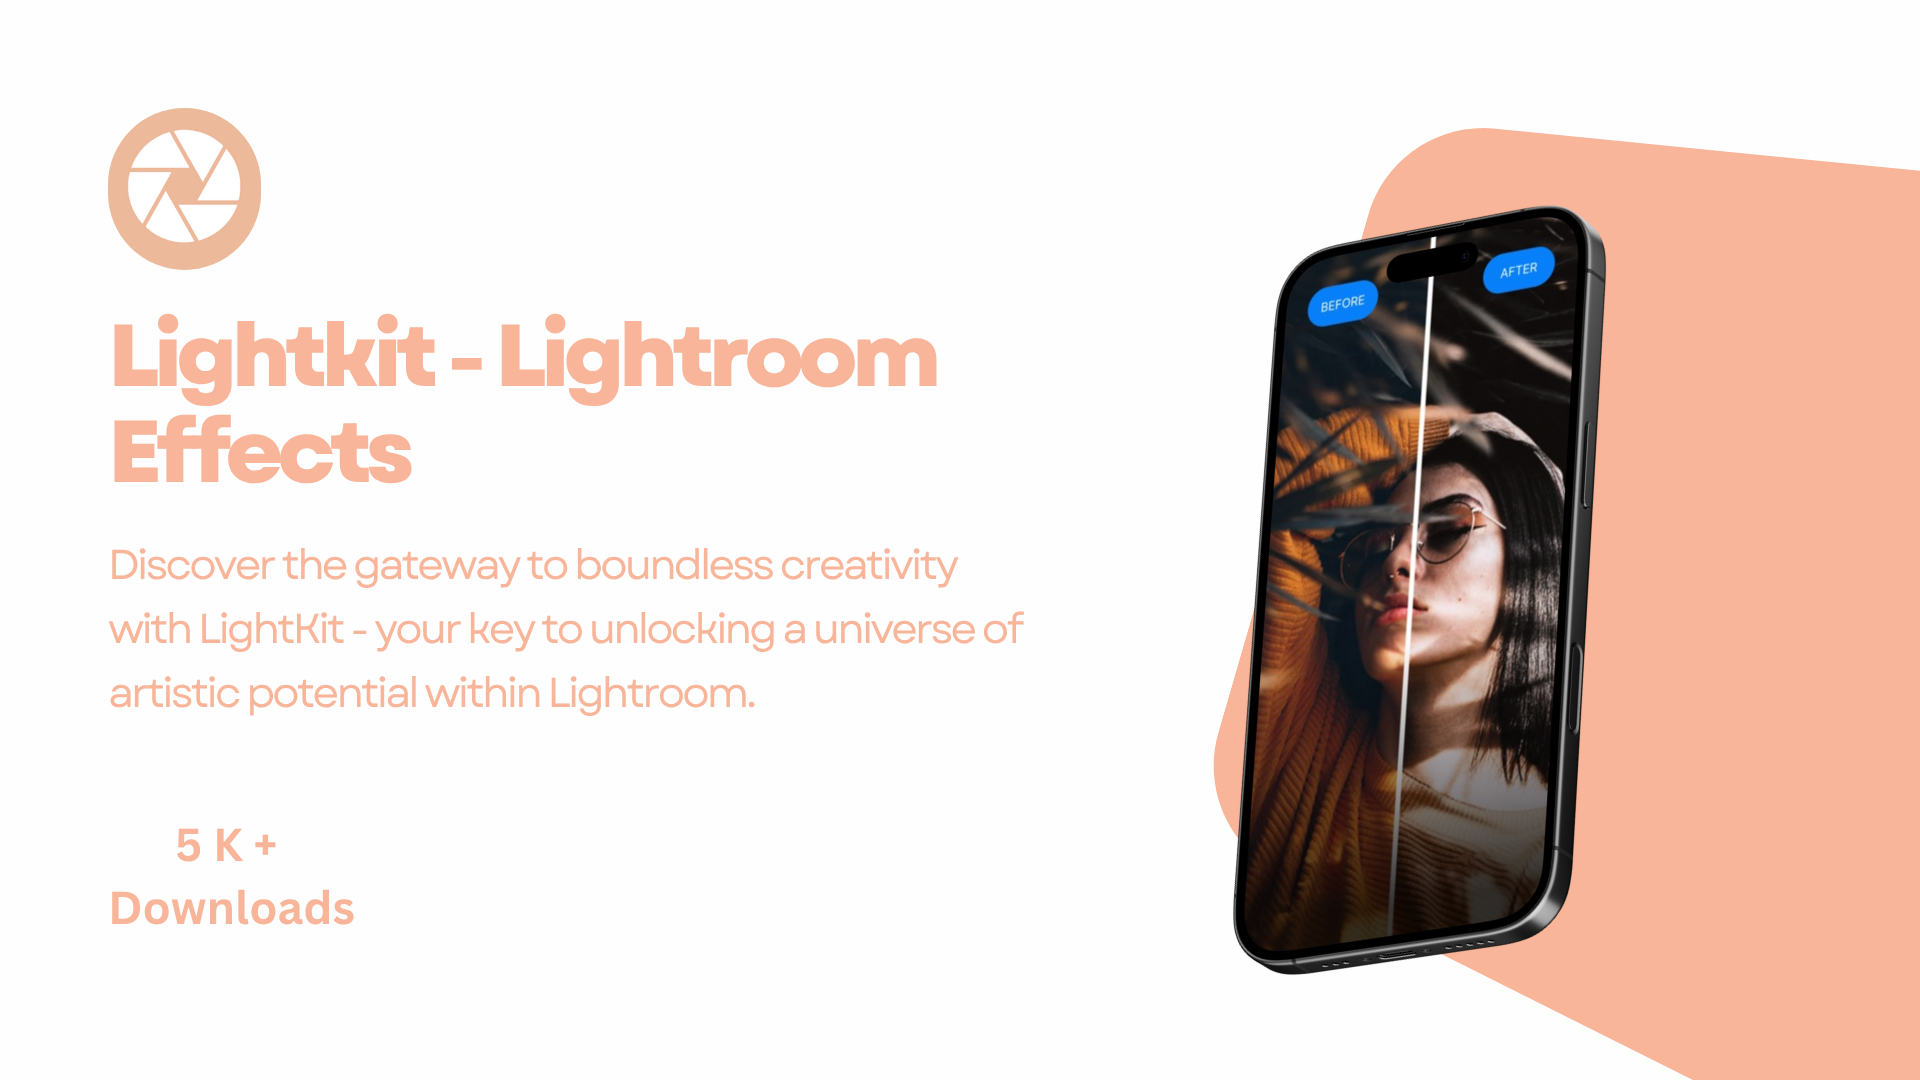 Lightkit - Lightroom
Effects
Discover the gateway to boundless creativity
with LightKit - your key to unlocking a universe of
artistic potential within Lightroom.
5 K +
Downloads
BEFORE
AFTER